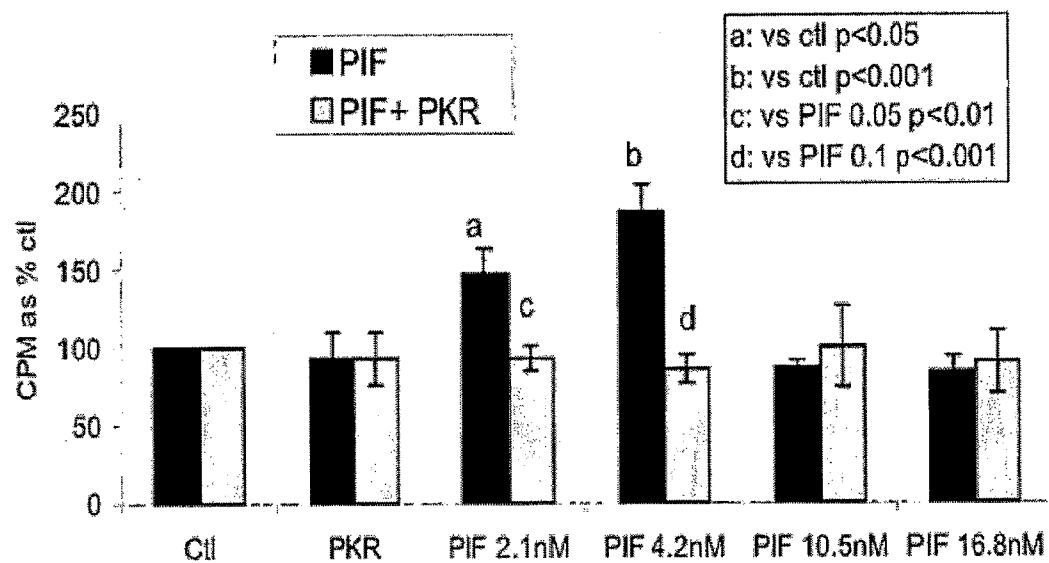 PIF
PIF+ PKR
a: vs ctl p<0.05
b: vs ctl p<0.001
c: vs PIF 0.05 p<0.01
d: vs PIF 0.1 p<0.001
CPM as % ctl
250
200
150
100
50
0
a
b
c
d
Ctl
PKR
PIF 2.1nM
PIF 4.2nM
PIF 10.5nM
PIF 16.8nM